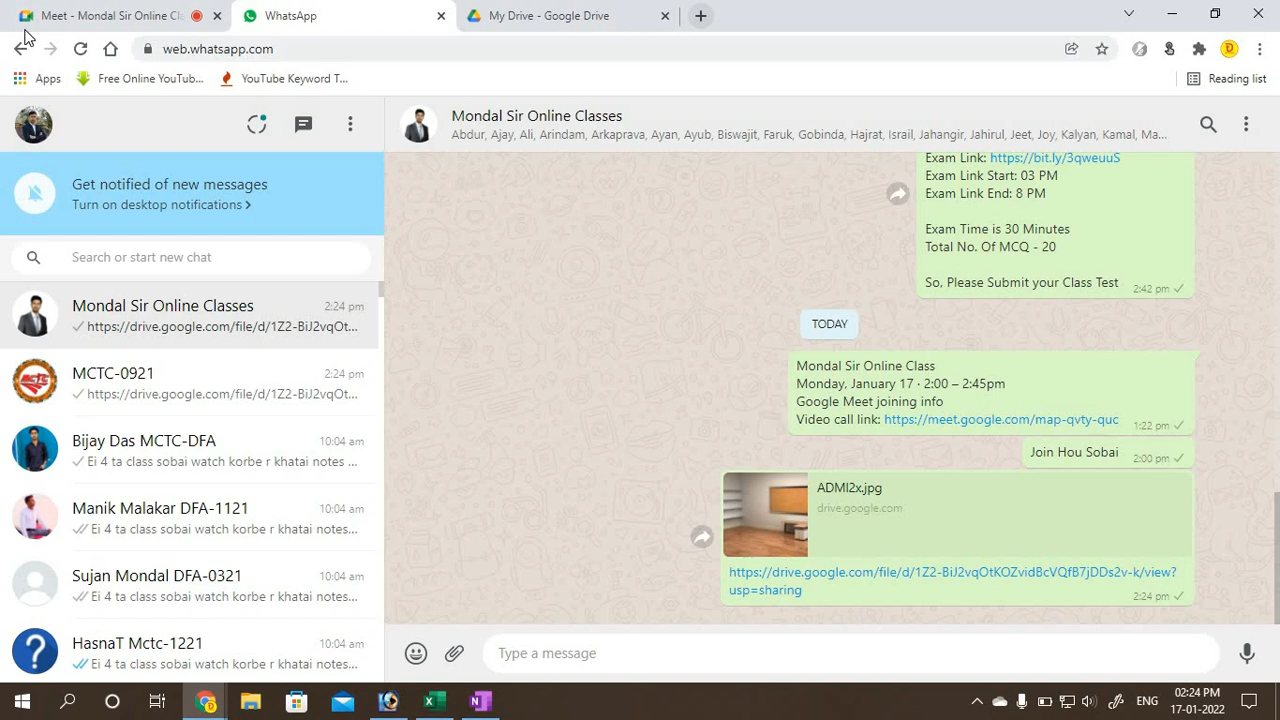 Meet - Mondal Sir Online Cl
WhatsApp
My Drive - Google Drive
web.whatsapp.com
Apps
Free Online YouTub...
YouTube Keyword T...
Reading list
Get notified of new messages
Turn on desktop notifications >
Search or start new chat
Mondal Sir Online Classes
2:24 pm
https://drive.google.com/file/d/1Z2-BiJ2vqOt...
MCTC-0921
2:24 pm
https://drive.google.com/file/d/1Z2-BiJ2vqOt...
Bijay Das MCTC-DFA
10:04 am
Ei 4 ta class sobai watch korbe r khatai notes ...
Manik Malakar DFA-1121
10:04 am
Ei 4 ta class sobai watch korbe r khatai notes...
Sujan Mondal DFA-0321
10:04 am
Ei 4 ta class sobai watch korbe r khatai notes...
HasnaT Mctc-1221
10:04 am
Ei 4 ta class sobai watch korbe r khatai notes...
Mondal Sir Online Classes
Abdur, Ajay, Ali, Arindam, Arkaprava, Ayan, Ayub, Biswajit, Faruk, Gobinda, Hajrat, Israil, Jahangir, Jahirul, Jeet, Joy, Kalyan, Kamal, Ma...
Exam Link: https://bit.ly/3qweuuS
Exam Link Start: 03 PM
Exam Link End: 8 PM
Exam Time is 30 Minutes
Total No. Of MCQ - 20
So, Please Submit your Class Test
2:42 pm
TODAY
Mondal Sir Online Class
Monday, January 17 · 2:00 – 2:45pm
Google Meet joining info
Video call link: https://meet.google.com/map-qvty-quc
1:22 pm
Join Hou Sobai
2:00 pm
ADMI2x.jpg
drive.google.com
https://drive.google.com/file/d/1Z2-BiJ2vqOtKOZvidBcVQfB7jDDs2v-k/view?
usp=sharing
2:24 pm
Type a message
ENG
02:24 PM
17-01-2022